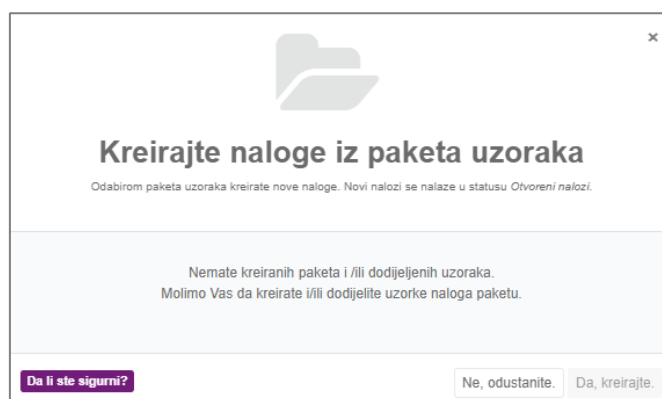 ×
Kreirajte naloge iz paketa uzoraka
Odabirom paketa uzoraka kreirate nove naloge. Novi nalozi se nalaze u statusu Otvoreni nalozi.
Nemate kreiranih paketa i /ili dodijeljenih uzoraka.
Molimo Vas da kreirate i/ili dodijelite uzorke naloga paketu.
Da li ste sigurni?
Ne, odustanite.
Da, kreirajte.